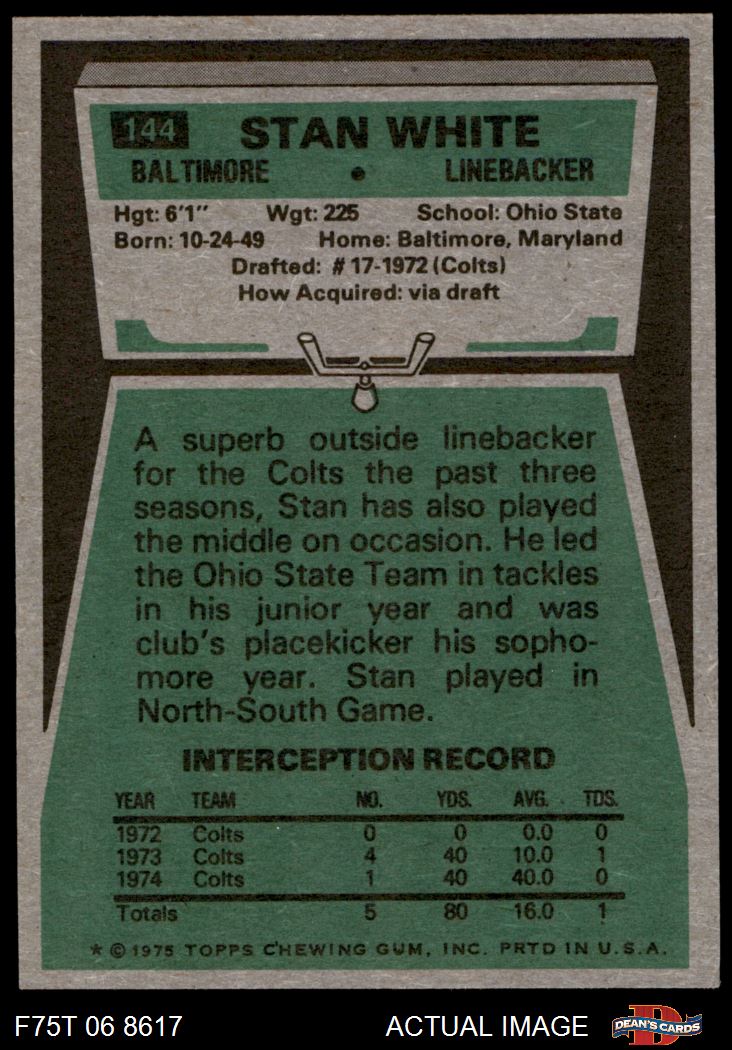 144 STAN WHITE
BALTIMORE • LINEBACKER
Hgt: 6'1" Wgt: 225 School: Ohio State
Born: 10-24-49 Home: Baltimore, Maryland
Drafted: #17-1972 (Colts)
How Acquired: via draft
A superb outside linebacker
for the Colts the past three
seasons, Stan has also played
the middle on occasion. He led
the Ohio State Team in tackles
in his junior year and was
club's placekicker his sopho-
more year. Stan played in
North-South Game.
INTERCEPTION RECORD
YEAR TEAM NO. YDS. AVG. TDS.
1972 Colts 0 0 0.0 0
1973 Colts 4 40 10.0 1
1974 Colts 1 40 40.0 0
Totals 5 80 16.0 1
* © 1975 TOPPS CHEWING GUM, INC. PRTD IN U.S.A.
F75T 06 8617 ACTUAL IMAGE DEAN'S CARDS